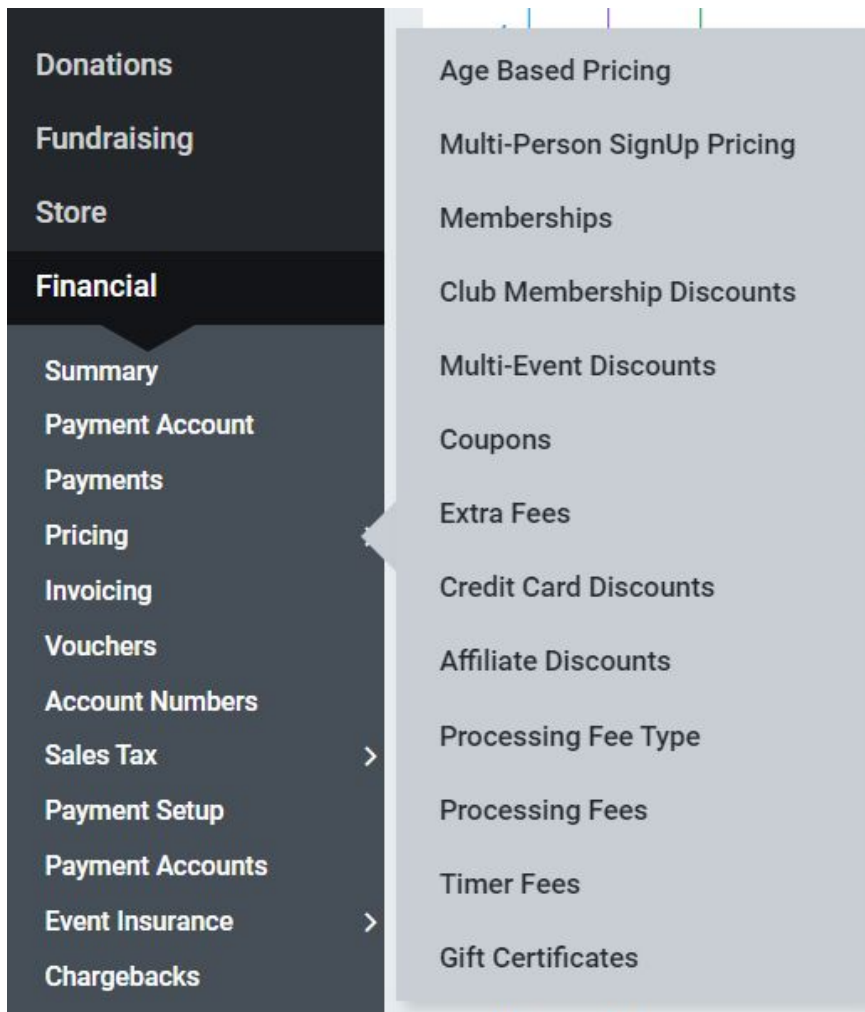 Donations
Fundraising
Store
Financial
Summary
Payment Account
Payments
Pricing
Invoicing
Vouchers
Account Numbers
Sales Tax
Payment Setup
Payment Accounts
Event Insurance
Chargebacks
Age Based Pricing
Multi-Person SignUp Pricing
Memberships
Club Membership Discounts
Multi-Event Discounts
Coupons
Extra Fees
Credit Card Discounts
Affiliate Discounts
Processing Fee Type
Processing Fees
Timer Fees
Gift Certificates